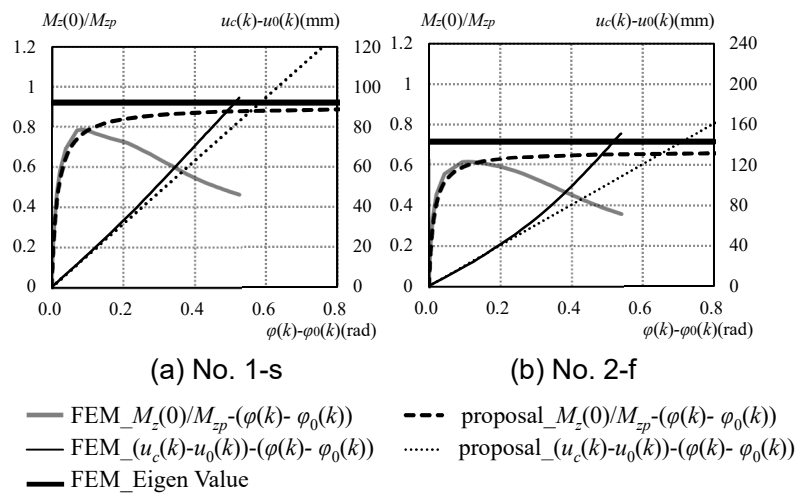 Mz(0)/Mzp uc(k)-u0(k)(mm) Mz(0)/Mzp uc(k)-u0(k)(mm)
1.2 120 1.2 240
1 100 1 200
0.8 80 0.8 160
0.6 60 0.6 120
0.4 40 0.4 80
0.2 20 0.2 40
0 0 0 0
0.0 0.2 0.4 0.6 0.8 0.0 0.2 0.4 0.6 0.8
φ(k)-φ0(k)(rad) φ(k)-φ0(k)(rad)
(a) No. 1-s (b) No. 2-f
FEM_Mz(0)/Mzp-(φ(k)- φ0(k)) proposal_Mz(0)/Mzp-(φ(k)- φ0(k))
FEM_(uc(k)-u0(k))-(φ(k)- φ0(k)) proposal_(uc(k)-u0(k))-(φ(k)- φ0(k))
FEM_Eigen Value